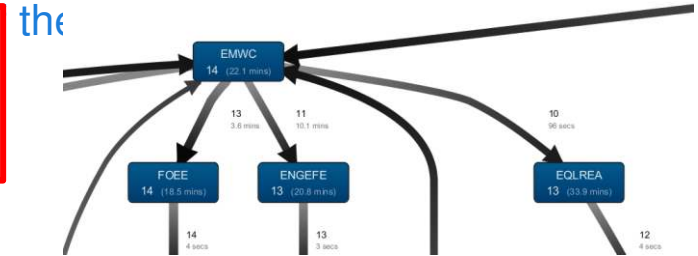 the
EMWC
14 (22.1 mins)
13
3.8 mins
11
10.1 mins
10
96 secs
FOEE
14 (18.5 mins)
ENGEFE
13 (20.8 mins)
EQLREA
13 (33.9 mins)
14
4 secs
13
3 secs
12
4 secs